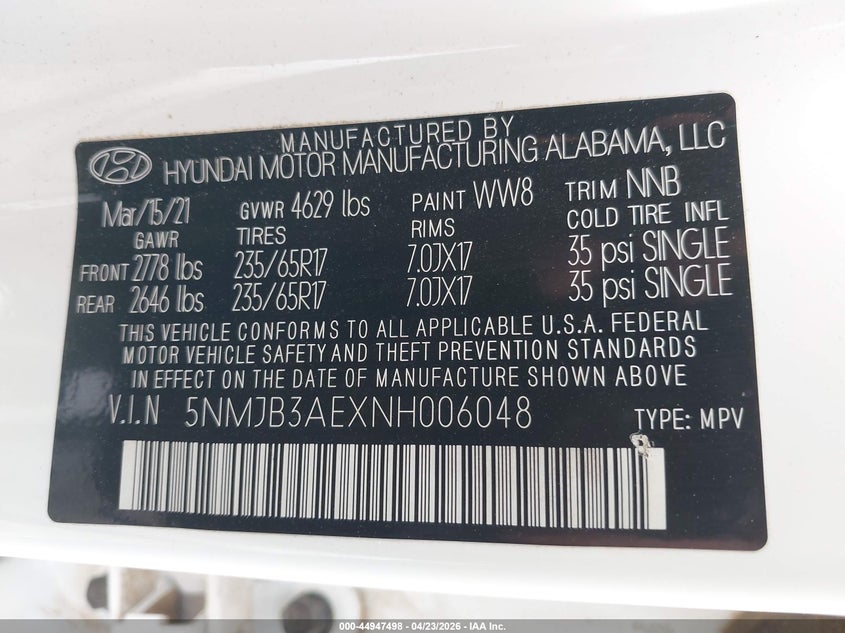 MANUFACTURED BY
HYUNDAI MOTOR MANUFACTURING ALABAMA, LLC
Mar/15/21 GVWR 4629 lbs PAINT WW8 TRIM NNB
GAWR TIRES RIMS COLD TIRE INFL
FRONT 2778 lbs 235/65R17 7.0JX17 35 psi SINGLE
REAR 2646 lbs 235/65R17 7.0JX17 35 psi SINGLE
THIS VEHICLE CONFORMS TO ALL APPLICABLE U.S.A. FEDERAL
MOTOR VEHICLE SAFETY AND THEFT PREVENTION STANDARDS
IN EFFECT ON THE DATE OF MANUFACTURE SHOWN ABOVE
V.I.N 5NMJB3AEXNH006048 TYPE: MPV
000-44947498 - 04/23/2026 - IAA Inc.